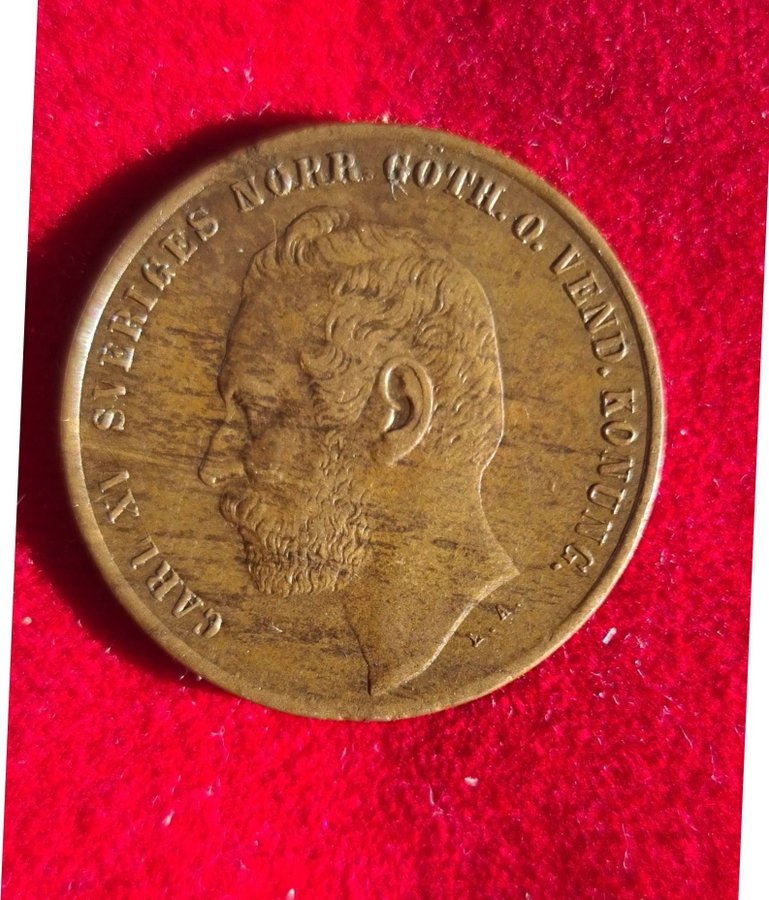 CARL XV SVERIGES NORR. GÖTH. O. VEND. KONUNG.
L. A.